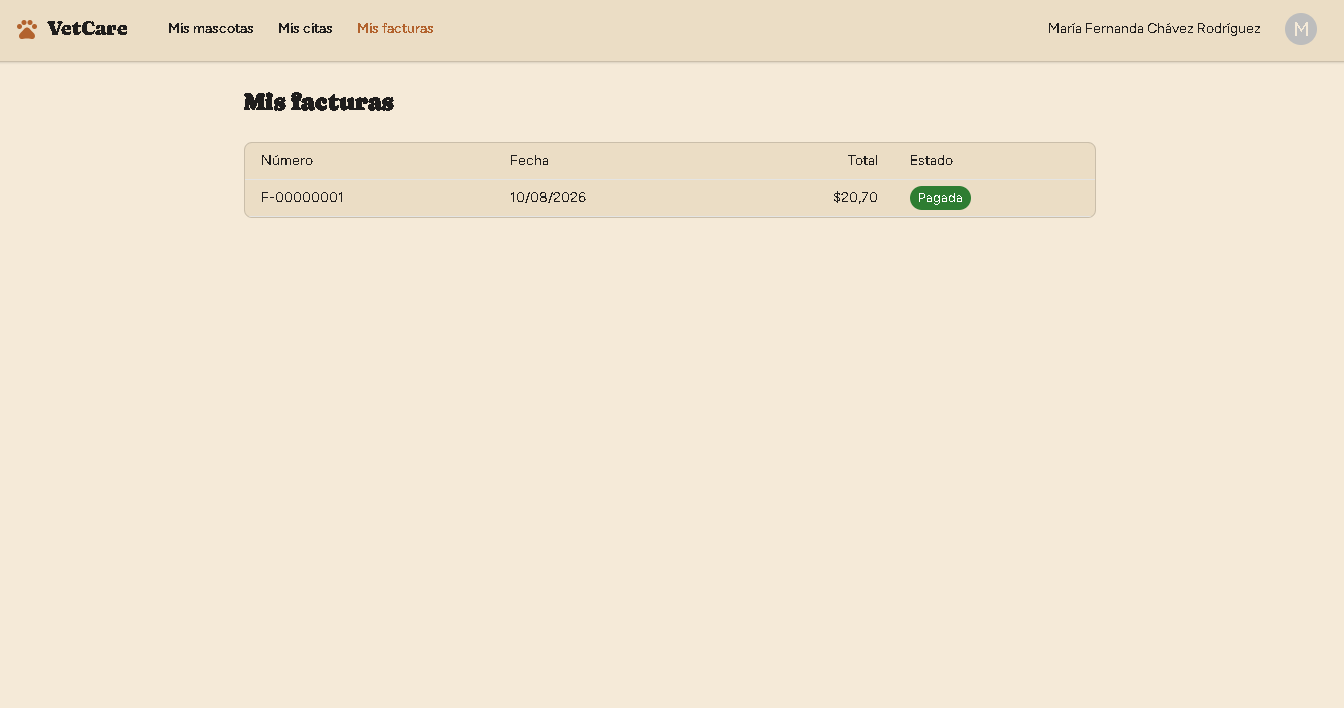 VetCare Mis mascotas Mis citas Mis facturas María Fernanda Chávez Rodríguez M
Mis facturas
Número Fecha Total Estado
F-00000001 10/08/2026 $20,70 Pagada